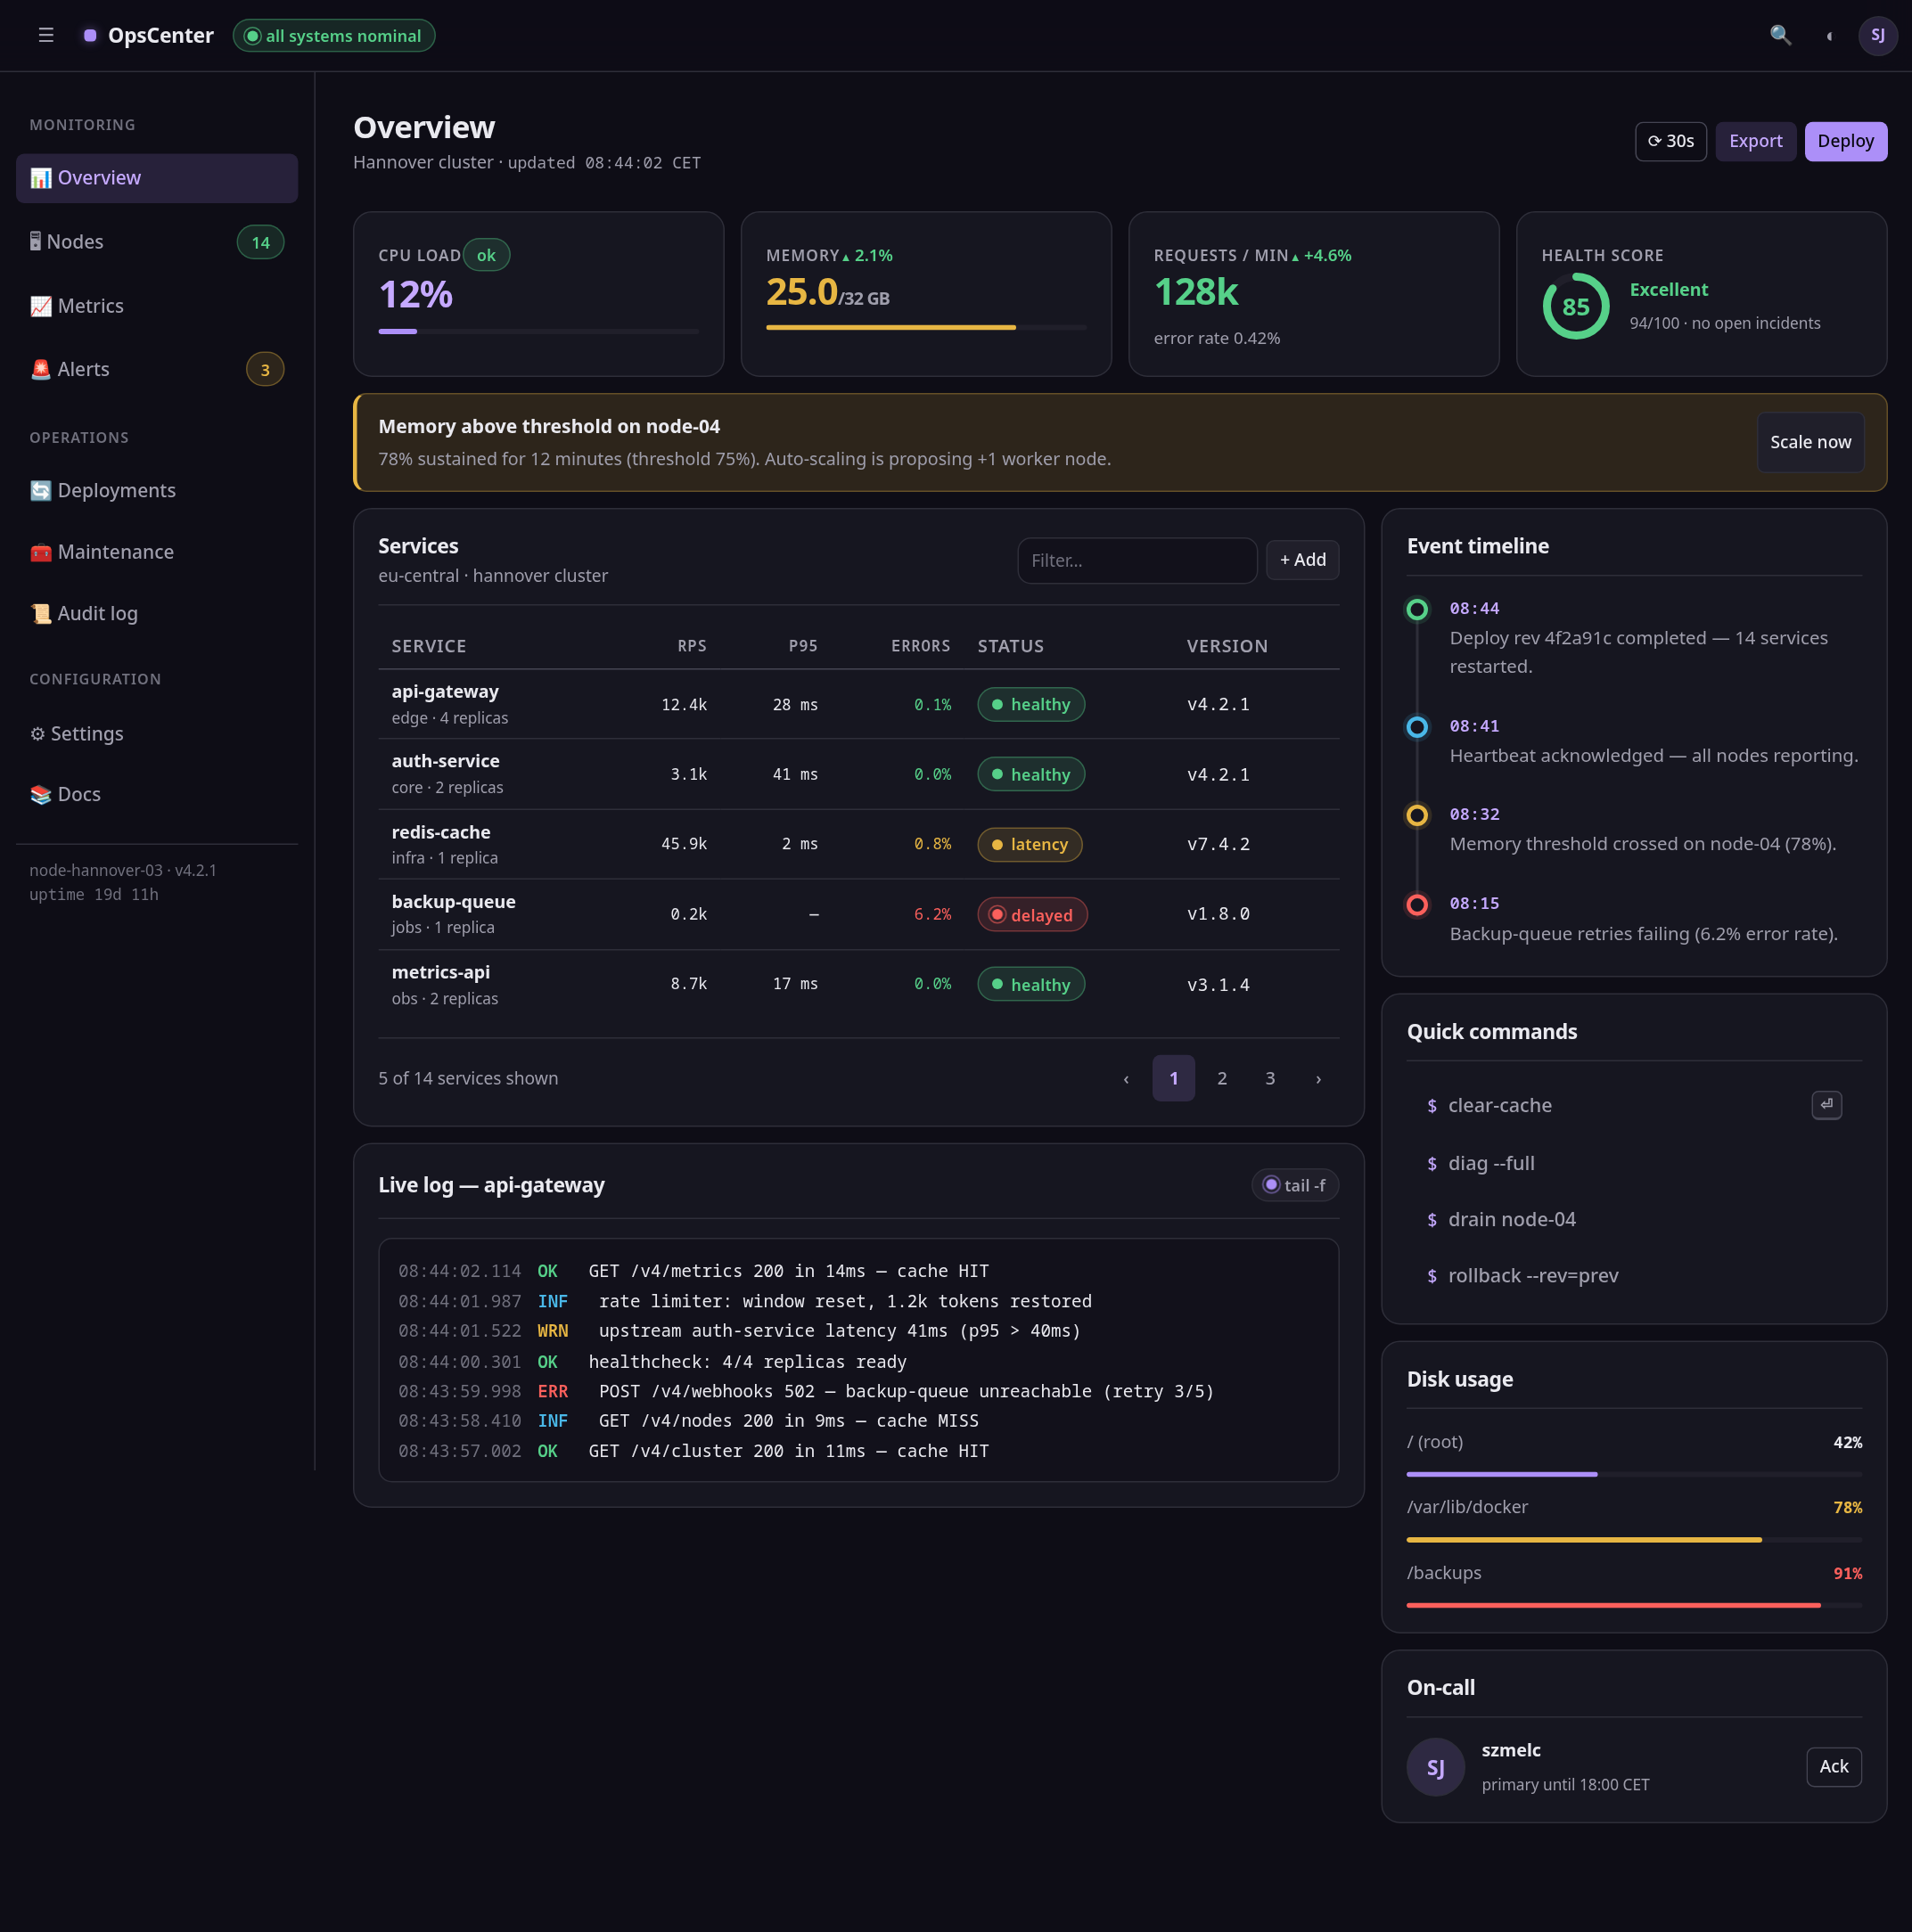 ☰ OpsCenter all systems nominal
SJ
MONITORING
Overview
Nodes 14
Metrics
Alerts 3
OPERATIONS
Deployments
Maintenance
Audit log
CONFIGURATION
Settings
Docs
node-hannover-03 · v4.2.1
uptime 19d 11h
Overview
Hannover cluster · updated 08:44:02 CET
⟳ 30s Export Deploy
CPU LOAD ok
12%
MEMORY ▲ 2.1%
25.0/32 GB
REQUESTS / MIN ▲ +4.6%
128k
error rate 0.42%
HEALTH SCORE
85
Excellent
94/100 · no open incidents
Memory above threshold on node-04
78% sustained for 12 minutes (threshold 75%). Auto-scaling is proposing +1 worker node.
Scale now
Services
eu-central · hannover cluster
Filter...
+ Add
SERVICE RPS P95 ERRORS STATUS VERSION
api-gateway
edge · 4 replicas
12.4k 28 ms 0.1% healthy v4.2.1
auth-service
core · 2 replicas
3.1k 41 ms 0.0% healthy v4.2.1
redis-cache
infra · 1 replica
45.9k 2 ms 0.8% latency v7.4.2
backup-queue
jobs · 1 replica
0.2k — 6.2% delayed v1.8.0
metrics-api
obs · 2 replicas
8.7k 17 ms 0.0% healthy v3.1.4
5 of 14 services shown
‹ 1 2 3 ›
Live log — api-gateway
tail -f
08:44:02.114 OK GET /v4/metrics 200 in 14ms — cache HIT
08:44:01.987 INF rate limiter: window reset, 1.2k tokens restored
08:44:01.522 WRN upstream auth-service latency 41ms (p95 > 40ms)
08:44:00.301 OK healthcheck: 4/4 replicas ready
08:43:59.998 ERR POST /v4/webhooks 502 — backup-queue unreachable (retry 3/5)
08:43:58.410 INF GET /v4/nodes 200 in 9ms — cache MISS
08:43:57.002 OK GET /v4/cluster 200 in 11ms — cache HIT
Event timeline
08:44
Deploy rev 4f2a91c completed — 14 services
restarted.
08:41
Heartbeat acknowledged — all nodes reporting.
08:32
Memory threshold crossed on node-04 (78%).
08:15
Backup-queue retries failing (6.2% error rate).
Quick commands
$ clear-cache ⏎
$ diag --full
$ drain node-04
$ rollback --rev=prev
Disk usage
/ (root) 42%
/var/lib/docker 78%
/backups 91%
On-call
SJ
szmelc
primary until 18:00 CET
Ack